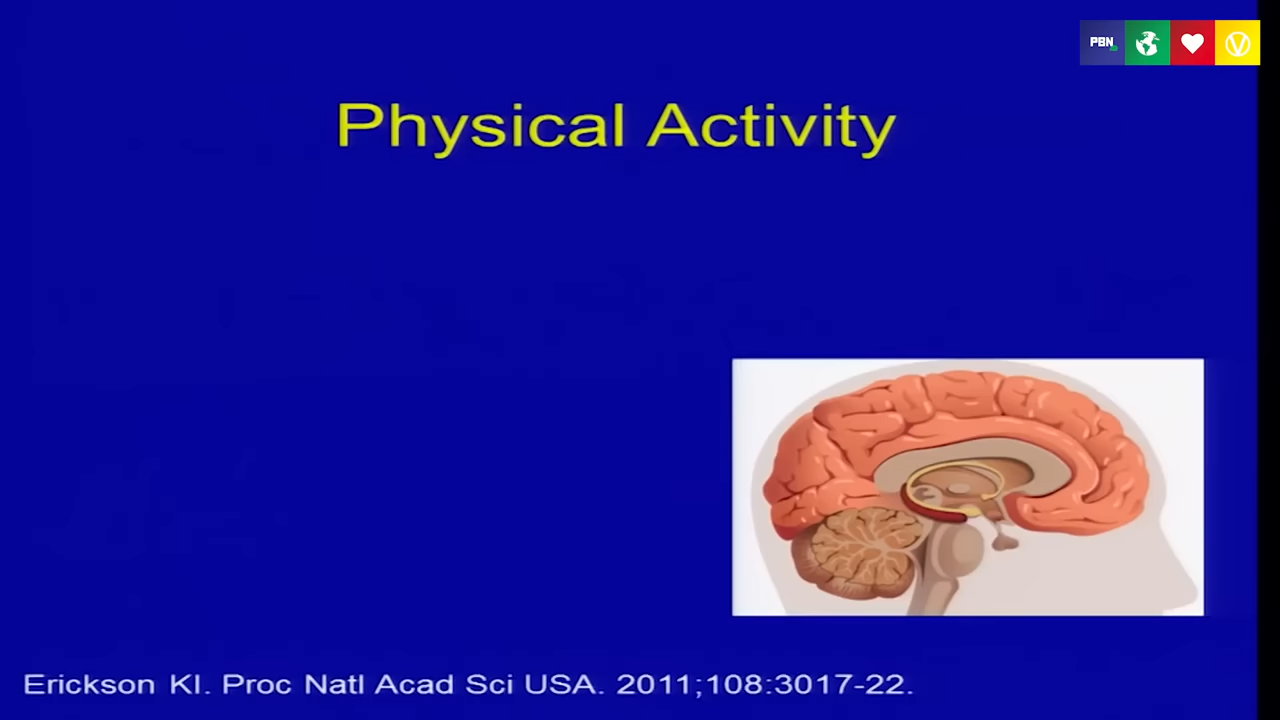 PBN
Physical Activity
Erickson KI. Proc Natl Acad Sci USA. 2011;108:3017-22.